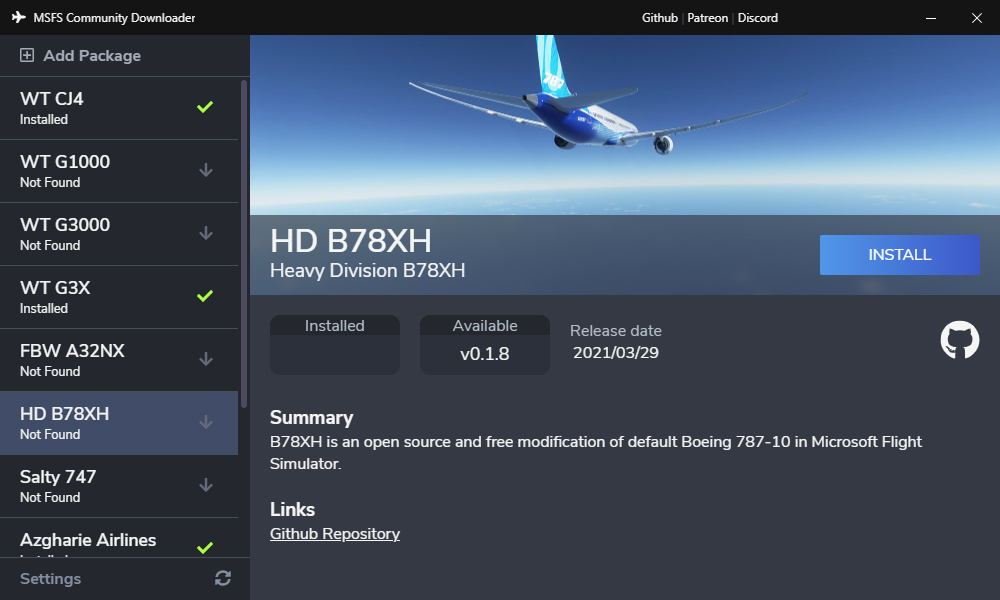 MSFS Community Downloader
Github | Patreon | Discord
Add Package
WT CJ4
Installed
WT G1000
Not Found
WT G3000
Not Found
WT G3X
Installed
FBW A32NX
Not Found
HD B78XH
Not Found
Salty 747
Not Found
Azgharie Airlines
Settings
787
HD B78XH
Heavy Division B78XH
INSTALL
Installed
Available
v0.1.8
Release date
2021/03/29
Summary
B78XH is an open source and free modification of default Boeing 787-10 in Microsoft Flight
Simulator.
Links
Github Repository